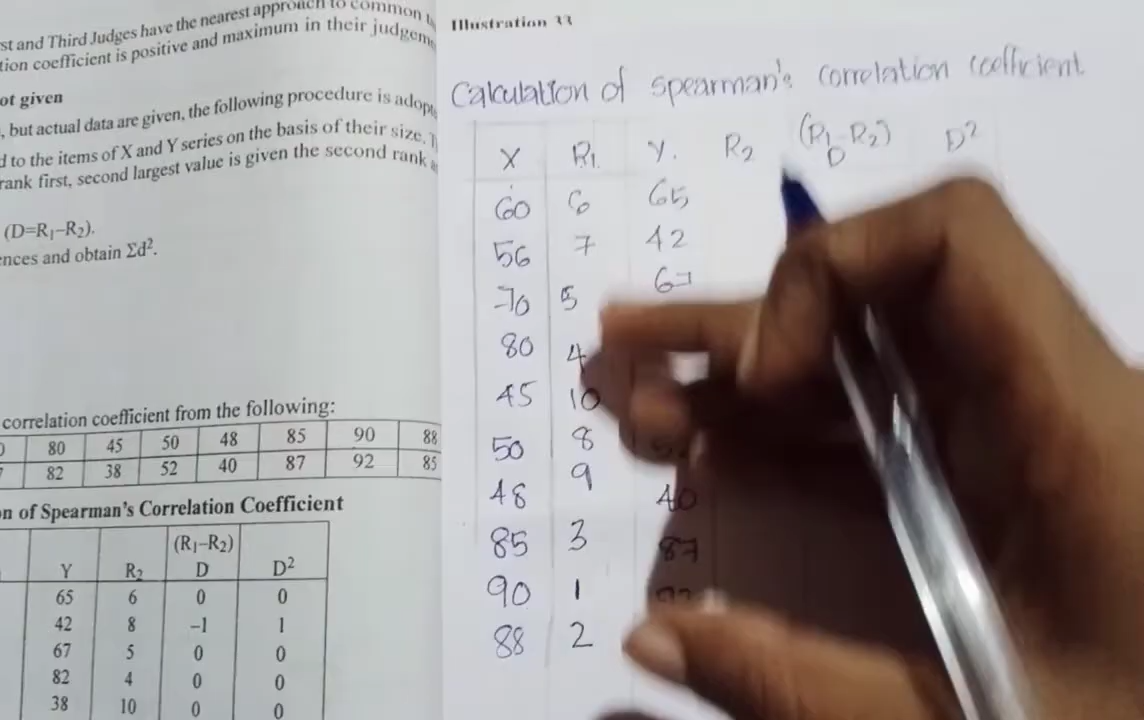 st and Third Judges have the nearest approach to common
tion coefficient is positive and maximum in their judgeme
ot given
, but actual data are given, the following procedure is adop
d to the items of X and Y series on the basis of their size.
rank first, second largest value is given the second rank
(D=R₁–R₂).
nces and obtain Σd².
correlation coefficient from the following:
80 45 50 48 85 90 88
82 38 52 40 87 92 85
n of Spearman's Correlation Coefficient
Y R₂ (R₁–R₂) D D²
65 6 0 0
42 8 –1 1
67 5 0 0
82 4 0 0
38 10 0 0
Illustration 33
Calculation of spearman's correlation coefficient
X R₁ Y. R₂ (R₁-R₂) D D²
60 6 65
56 7 42
70 5 67
80 4
45 10
50 8
48 9 40
85 3 87
90 1
88 2